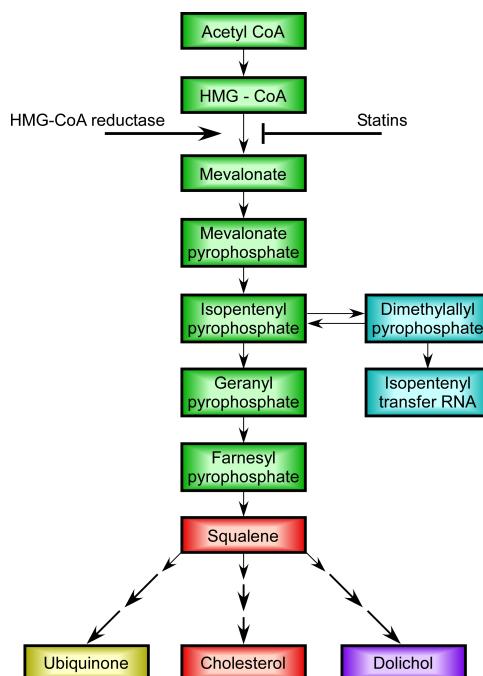 Acetyl CoA
HMG - CoA
HMG-CoA reductase
Statins
Mevalonate
Mevalonate
pyrophosphate
Isopentenyl
pyrophosphate
Dimethylallyl
pyrophosphate
Geranyl
pyrophosphate
Isopentenyl
transfer RNA
Farnesyl
pyrophosphate
Squalene
Ubiquinone
Cholesterol
Dolichol